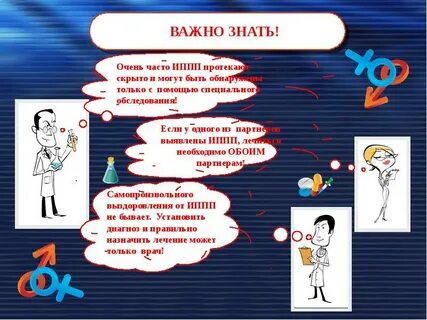 ВАЖНО ЗНАТЬ!
Очень часто ИППП протекают
скрыто и могут быть обнаружены
только с помощью специального
обследования!
Если у одного из партнеров
выявлены ИППП, лечиться
необходимо ОБОИМ
партнерам!
Самопроизвольного
выздоровления от ИППП
не бывает. Установить
диагноз и правильно
назначить лечение может
только врач!